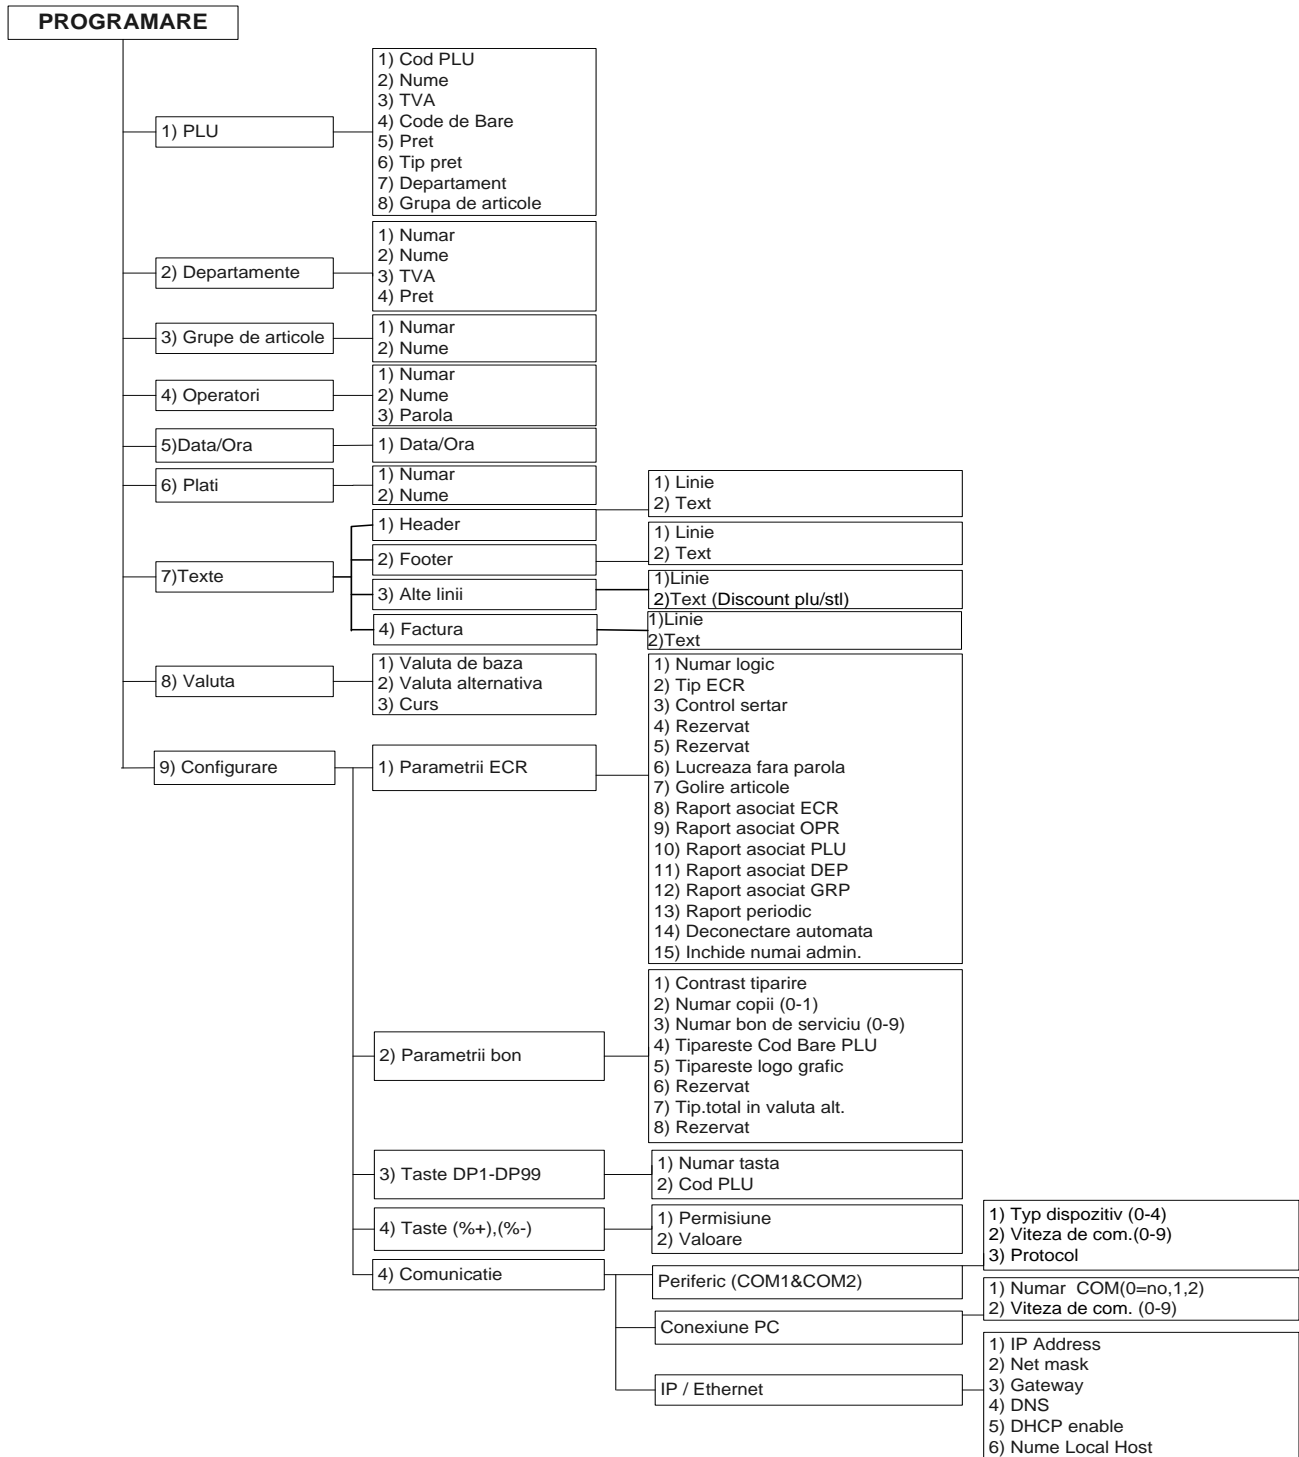 PROGRAMARE
1) PLU
1) Cod PLU
2) Nume
3) TVA
4) Code de Bare
5) Pret
6) Tip pret
7) Departament
8) Grupa de articole
2) Departamente
1) Numar
2) Nume
3) TVA
4) Pret
3) Grupe de articole
1) Numar
2) Nume
4) Operatori
1) Numar
2) Nume
3) Parola
5)Data/Ora
1) Data/Ora
6) Plati
1) Numar
2) Nume
7)Texte
1) Header
1) Linie
2) Text
2) Footer
1) Linie
2) Text
3) Alte linii
1)Linie
2)Text (Discount plu/stl)
4) Factura
1)Linie
2)Text
8) Valuta
1) Valuta de baza
2) Valuta alternativa
3) Curs
9) Configurare
1) Parametrii ECR
1) Numar logic
2) Tip ECR
3) Control sertar
4) Rezervat
5) Rezervat
6) Lucreaza fara parola
7) Golire articole
8) Raport asociat ECR
9) Raport asociat OPR
10) Raport asociat PLU
11) Raport asociat DEP
12) Raport asociat GRP
13) Raport periodic
14) Deconectare automata
15) Inchide numai admin.
2) Parametrii bon
1) Contrast tiparire
2) Numar copii (0-1)
3) Numar bon de serviciu (0-9)
4) Tipareste Cod Bare PLU
5) Tipareste logo grafic
6) Rezervat
7) Tip.total in valuta alt.
8) Rezervat
3) Taste DP1-DP99
1) Numar tasta
2) Cod PLU
4) Taste (%+),(%-)
1) Permisiune
2) Valoare
4) Comunicatie
Periferic (COM1&COM2)
1) Typ dispozitiv (0-4)
2) Viteza de com.(0-9)
3) Protocol
Conexiune PC
1) Numar COM(0=no,1,2)
2) Viteza de com. (0-9)
IP / Ethernet
1) IP Address
2) Net mask
3) Gateway
4) DNS
5) DHCP enable
6) Nume Local Host